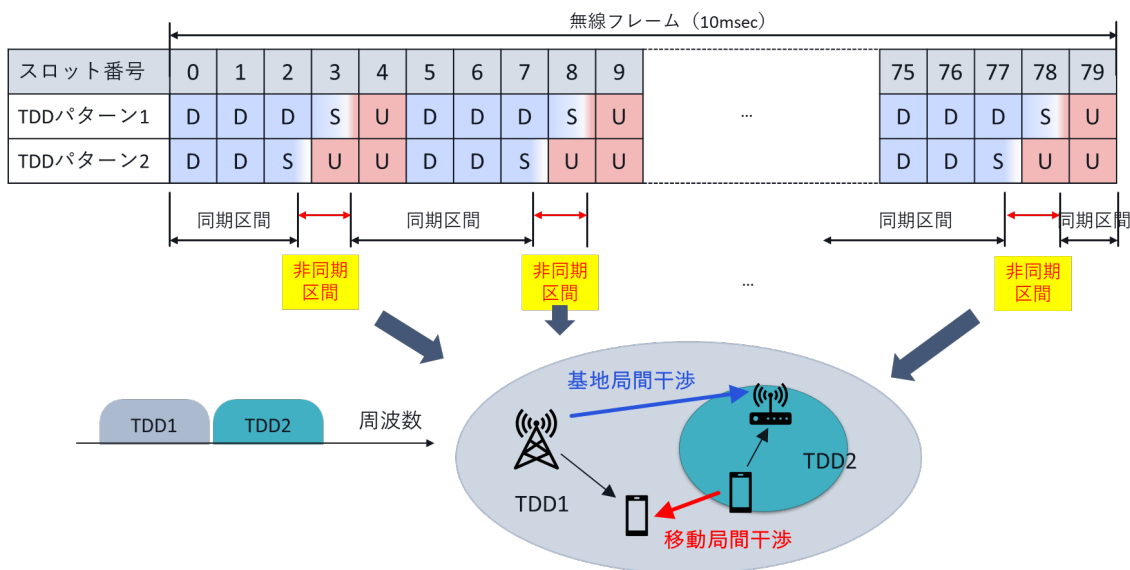 無線フレーム（10msec）
スロット番号 0 1 2 3 4 5 6 7 8 9 75 76 77 78 79
TDDパターン1 D D D S U D D D S U ... D D D S U
TDDパターン2 D D S U U D D S U U D D S U U
同期区間 同期区間 同期区間 同期区間
非同期
区間
非同期
区間
...
非同期
区間
基地局間干渉
TDD1 TDD2 周波数
TDD2
TDD1
移動局間干渉